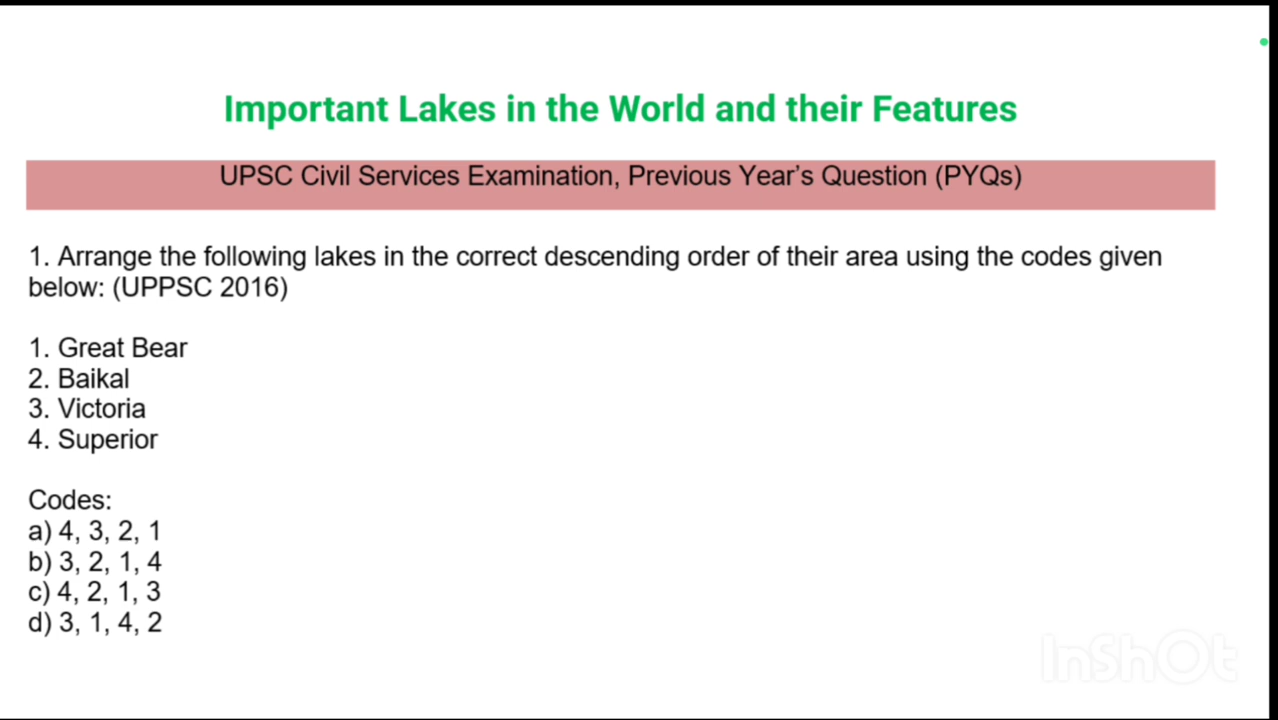 Important Lakes in the World and their Features
UPSC Civil Services Examination, Previous Year's Question (PYQs)
1. Arrange the following lakes in the correct descending order of their area using the codes given
below: (UPPSC 2016)
1. Great Bear
2. Baikal
3. Victoria
4. Superior
Codes:
a) 4, 3, 2, 1
b) 3, 2, 1, 4
c) 4, 2, 1, 3
d) 3, 1, 4, 2
InShOt